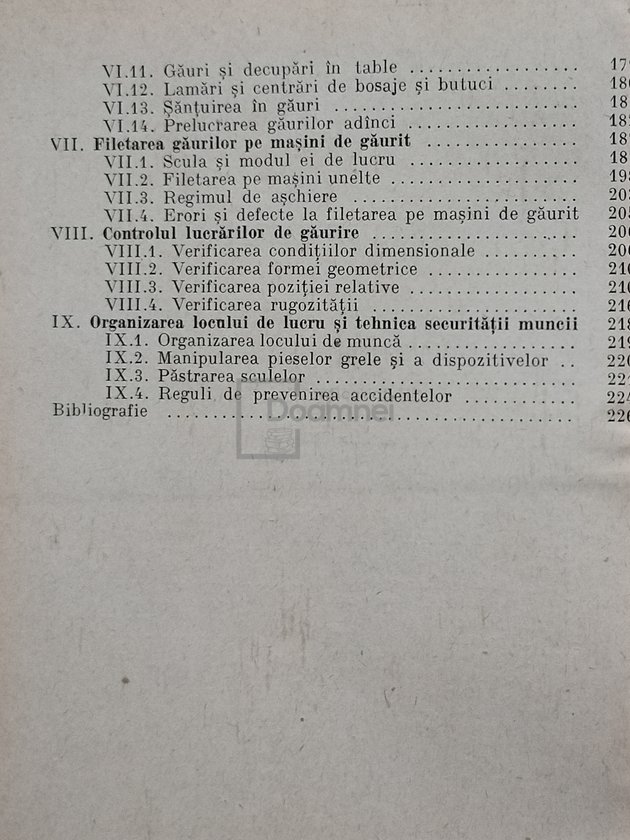 VI.11. Găuri și decupări în table ..................
VI.12. Lamări și centrări de bosaje și butuci ........
VI.13. Șănțuirea în găuri ..........................
VI.14. Prelucrarea găurilor adînci ..................
VII. Filetarea găurilor pe mașini de găurit ................
VII.1. Scula și modul ei de lucru ..................
VII.2. Filetarea pe mașini unelte ..................
VII.3. Regimul de așchiere ......................
VII.4. Erori și defecte la filetarea pe mașini de găurit
VIII. Controlul lucrărilor de găurire ......................
VIII.1. Verificarea condițiilor dimensionale ..........
VIII.2. Verificarea formei geometrice ................
VIII.3. Verificarea poziției relative ..................
VIII.4. Verificarea rugozității ......................
IX. Organizarea locului de lucru și tehnica securității muncii
IX.1. Organizarea locului de muncă ..................
IX.2. Manipularea pieselor grele și a dispozitivelor ..
IX.3. Păstrarea sculelor ............................
IX.4. Reguli de prevenirea accidentelor ..............
Bibliografie ..........................................
Doamnei